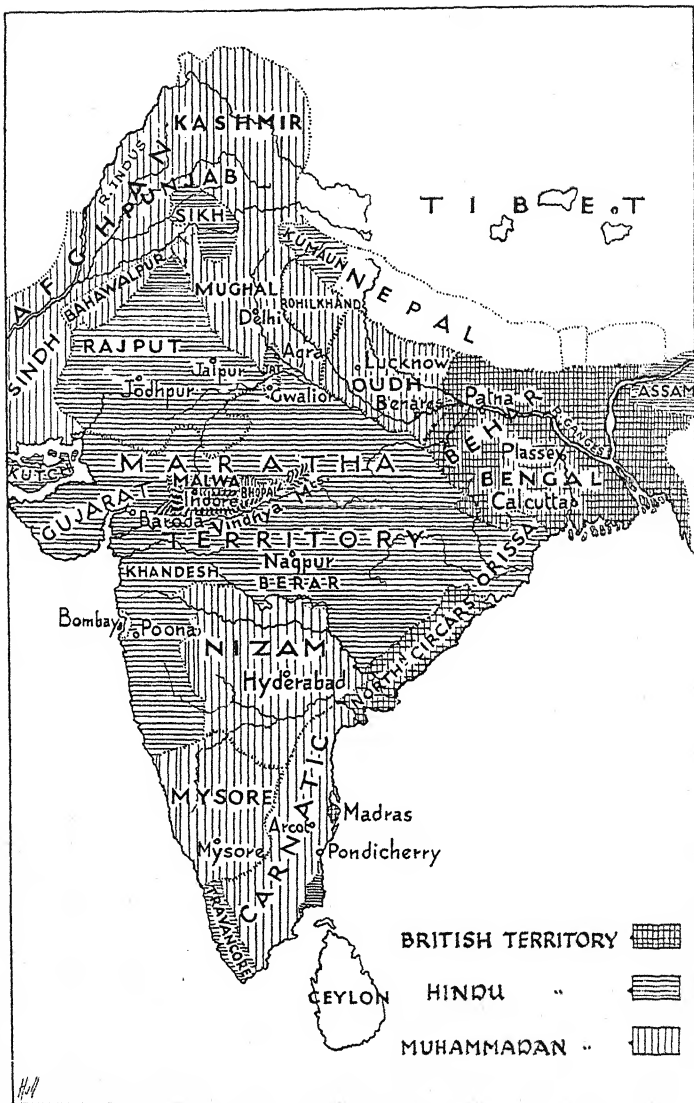 KASHMIR
AFGHAN
R. INDUS
PUNJAB
SIKH
TIBET
KUMAUN
NEPAL
BAHAWALPUR
MUGHAL
Delhi
ROHILKHAND
SINDH
RAJPUT
Jaipur
Agra
JAT
Lucknow
OUDH
Jodhpur
Gwalior
Benares
Patna
BEHAR
R. GANGES
ASSAM
KUTCH
MARATHA
MALWA
Indore
BHOPAL
Plassey
BENGAL
Calcutta
GUJARAT
Baroda
Vindhya Mts
TERRITORY
Nagpur
BERAR
KHANDESH
ORISSA
Bombay
Poona
NIZAM
Hyderabad
NORTHN CIRCARS
MYSORE
CARNATIC
Madras
Arcot
Mysore
Pondicherry
TRAVANCORE
CEYLON
BRITISH TERRITORY
HINDU "
MUHAMMADAN "